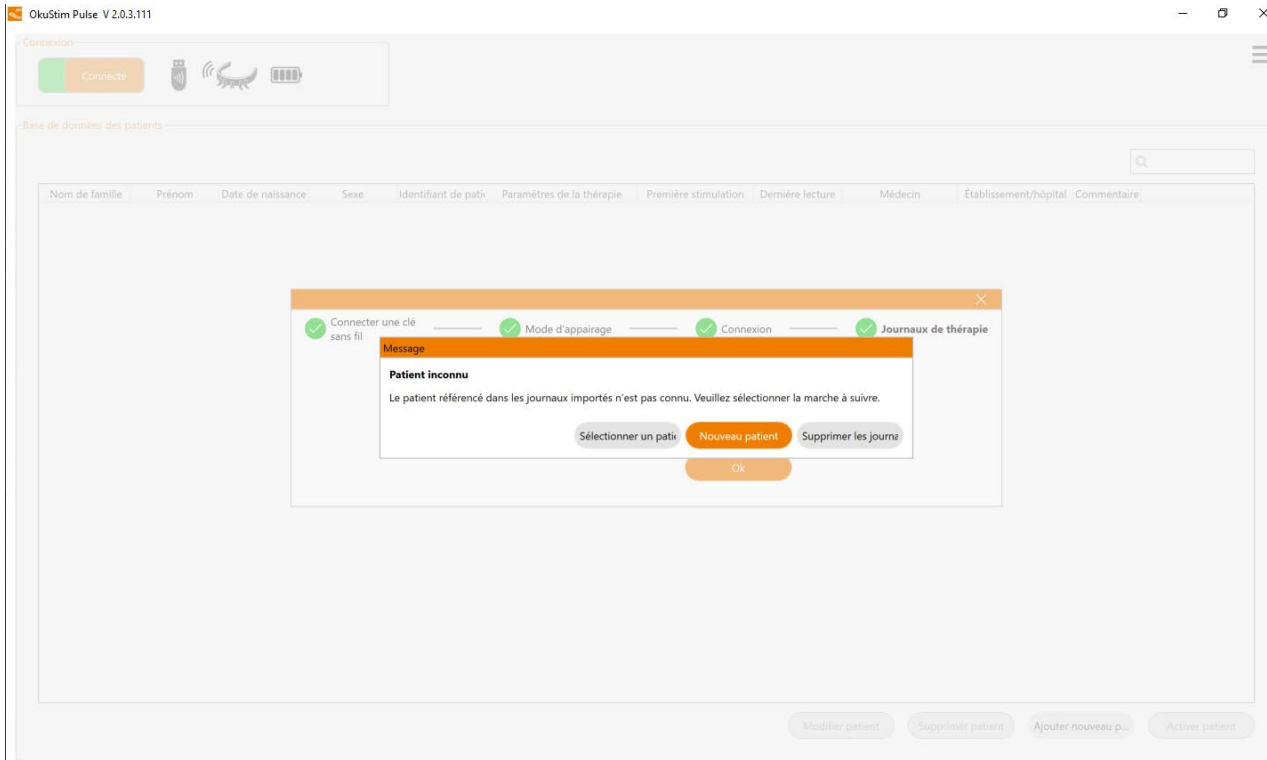 OkuStim Pulse V 2.0.3.111
Connexion
Connecté
Base de données des patients
Nom de famille Prénom Date de naissance Sexe Identifiant de pati Paramètres de la thérapie Première stimulation Dernière lecture Médecin Établissement/hôpital Commentaire
Connecter une clé
sans fil
Mode d'appairage
Connexion
Journaux de thérapie
Message
Patient inconnu
Le patient référencé dans les journaux importés n'est pas connu. Veuillez sélectionner la marche à suivre.
Sélectionner un patie Nouveau patient Supprimer les journa
Ok
Modifier patient Supprimer patient Ajouter nouveau p... Activer patient